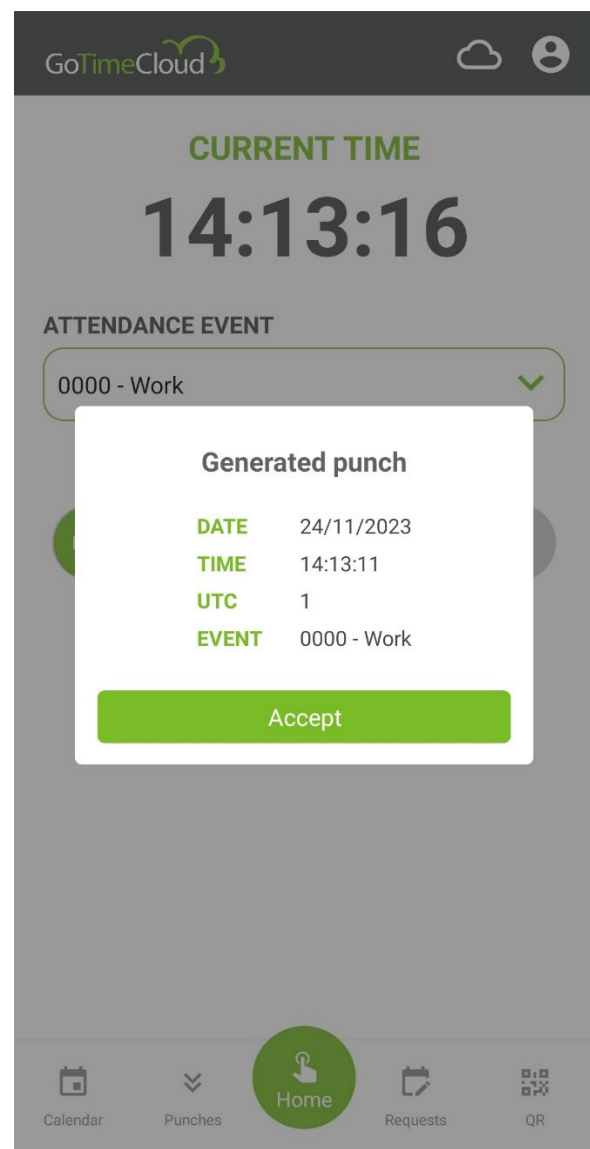 GoTimeCloud
CURRENT TIME
14:13:16
ATTENDANCE EVENT
0000 - Work
Generated punch
DATE 24/11/2023
TIME 14:13:11
UTC 1
EVENT 0000 - Work
Accept
Calendar Punches Home Requests QR